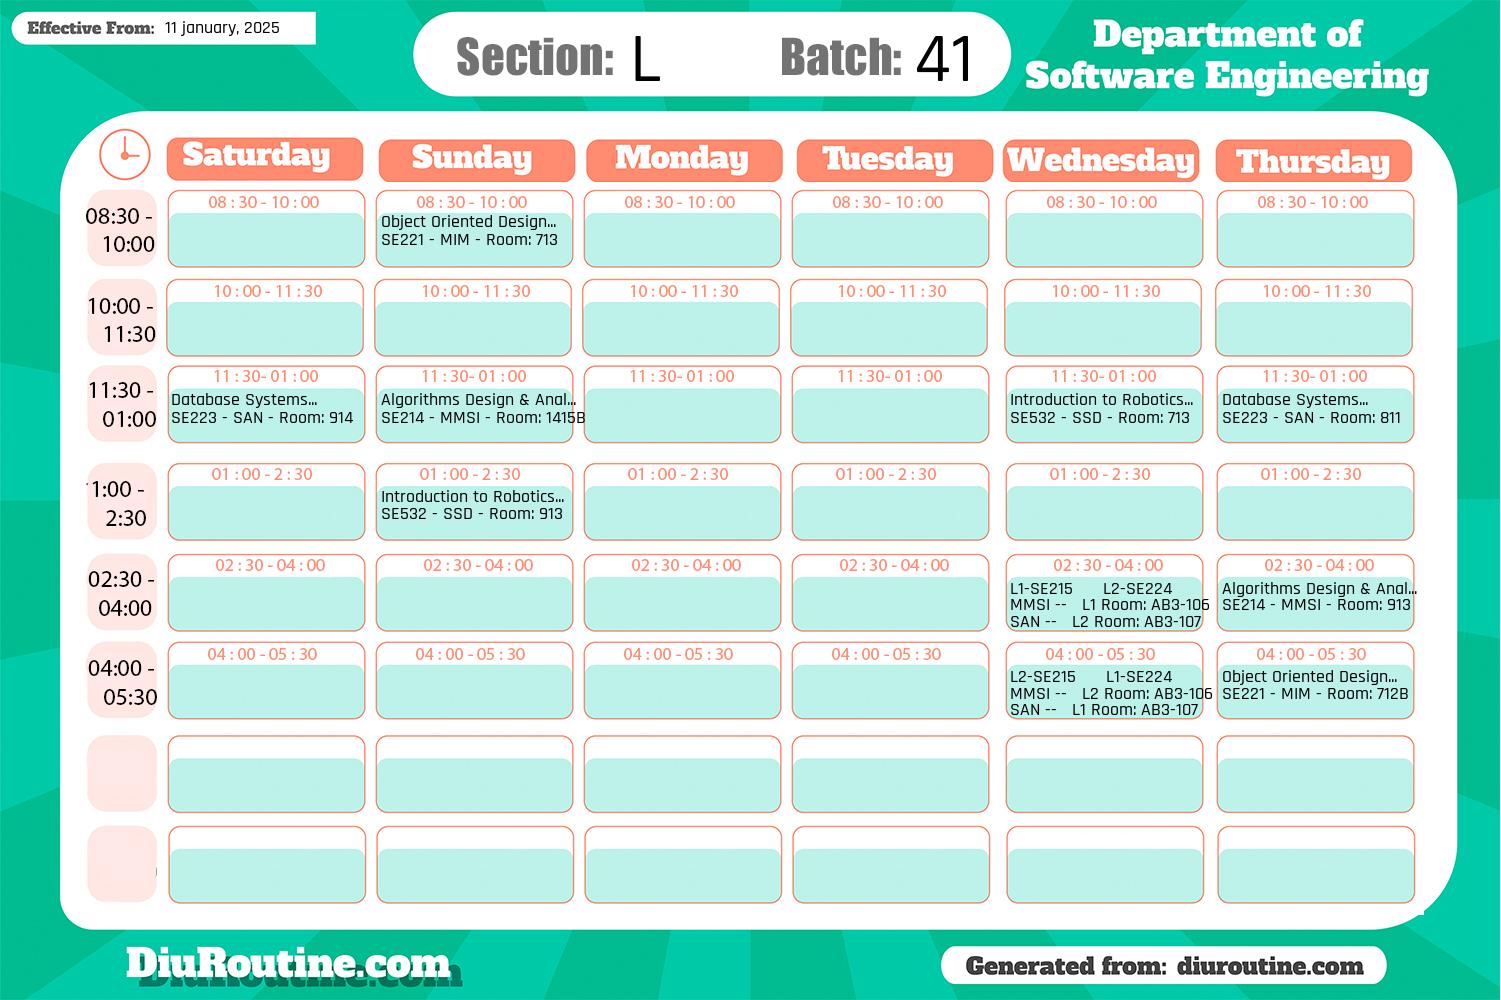 Effective From: 11 january, 2025
Section: L Batch: 41
Department of
Software Engineering
Saturday Sunday Monday Tuesday Wednesday Thursday
08:30 -
10:00
08:30-10:00 08:30-10:00 08:30-10:00 08:30-10:00 08:30-10:00 08:30-10:00
Object Oriented Design...
SE221 - MIM - Room: 713
10:00 -
11:30
10:00-11:30 10:00-11:30 10:00-11:30 10:00-11:30 10:00-11:30 10:00-11:30
11:30 -
01:00
11:30-01:00 11:30-01:00 11:30-01:00 11:30-01:00 11:30-01:00 11:30-01:00
Database Systems... Algorithms Design & Anal... Introduction to Robotics... Database Systems...
SE223 - SAN - Room: 914 SE214 - MMSI - Room: 1415B SE532 - SSD - Room: 713 SE223 - SAN - Room: 811
1:00 -
2:30
01:00-2:30 01:00-2:30 01:00-2:30 01:00-2:30 01:00-2:30 01:00-2:30
Introduction to Robotics...
SE532 - SSD - Room: 913
02:30 -
04:00
02:30-04:00 02:30-04:00 02:30-04:00 02:30-04:00 02:30-04:00 02:30-04:00
L1-SE215 L2-SE224 Algorithms Design & Anal...
MMSI -- L1 Room: AB3-106 SE214 - MMSI - Room: 913
SAN -- L2 Room: AB3-107
04:00 -
05:30
04:00-05:30 04:00-05:30 04:00-05:30 04:00-05:30 04:00-05:30 04:00-05:30
L2-SE215 L1-SE224 Object Oriented Design...
MMSI -- L2 Room: AB3-106 SE221 - MIM - Room: 712B
SAN -- L1 Room: AB3-107
DiuRoutine.com
Generated from: diuroutine.com